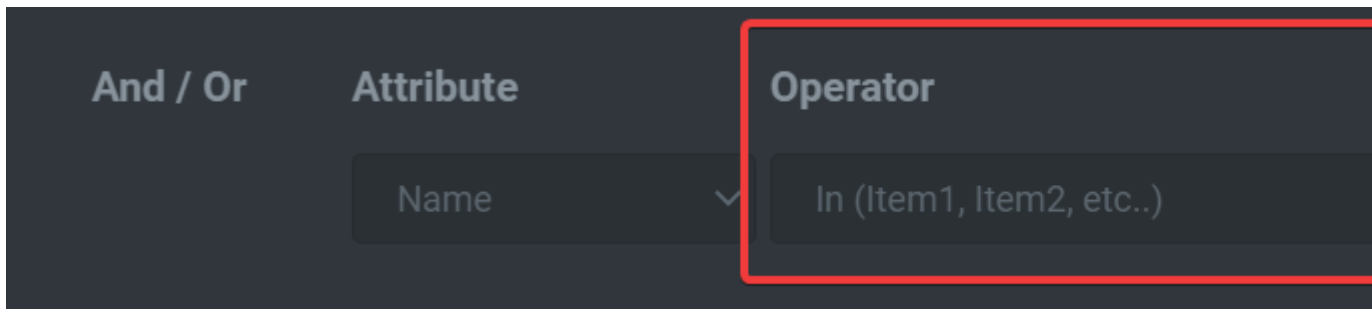 And / Or Attribute Operator
Name In (Item1, Item2, etc..)